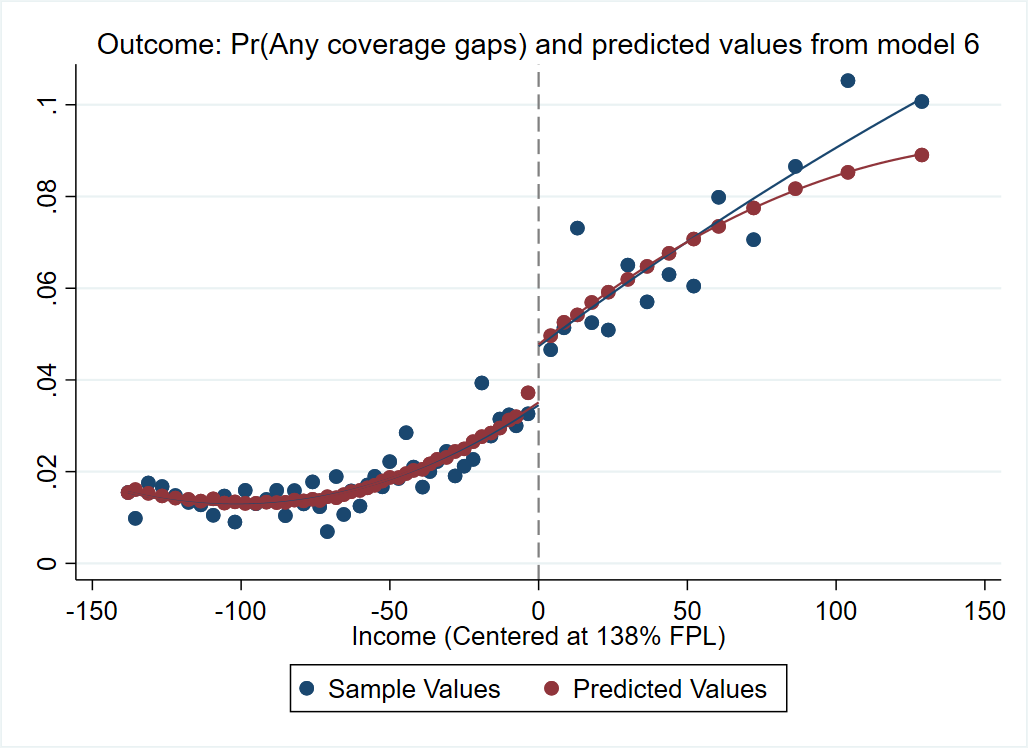 Outcome: Pr(Any coverage gaps) and predicted values from model 6
.1
.08
.06
.04
.02
0
-150 -100 -50 0 50 100 150
Income (Centered at 138% FPL)
Sample Values Predicted Values